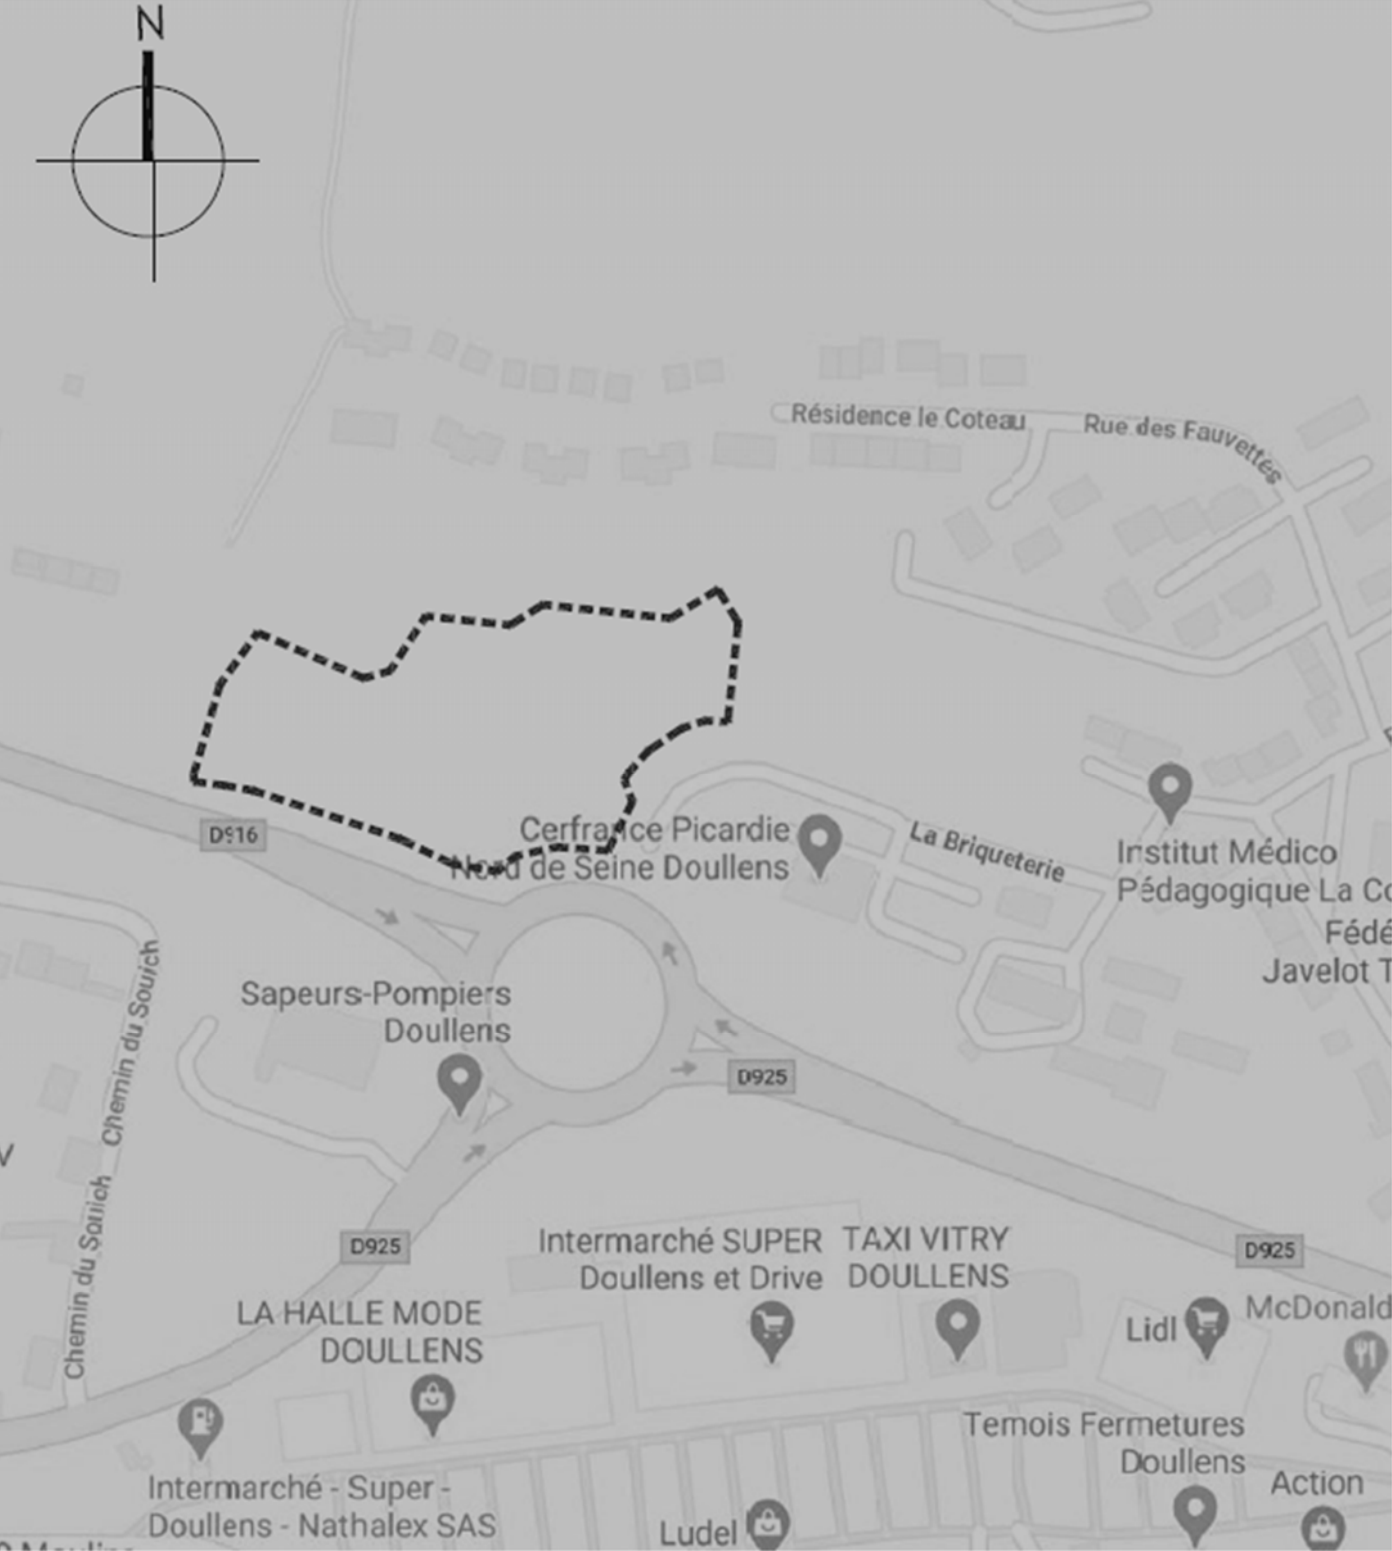 N
Résidence le Coteau
Rue des Fauvettes
D916
Cerfrance Picardie
Nord de Seine Doullens
La Briqueterie
Institut Médico
Pédagogique La Co
Fédé
Javelot T
Chemin du Souich
Sapeurs-Pompiers
Doullens
D925
Chemin du Souich
D925
D925
Intermarché SUPER
Doullens et Drive
TAXI VITRY
DOULLENS
LA HALLE MODE
DOULLENS
Lidl
McDonald
Temois Fermetures
Doullens
Action
Intermarché - Super -
Doullens - Nathalex SAS
Ludel